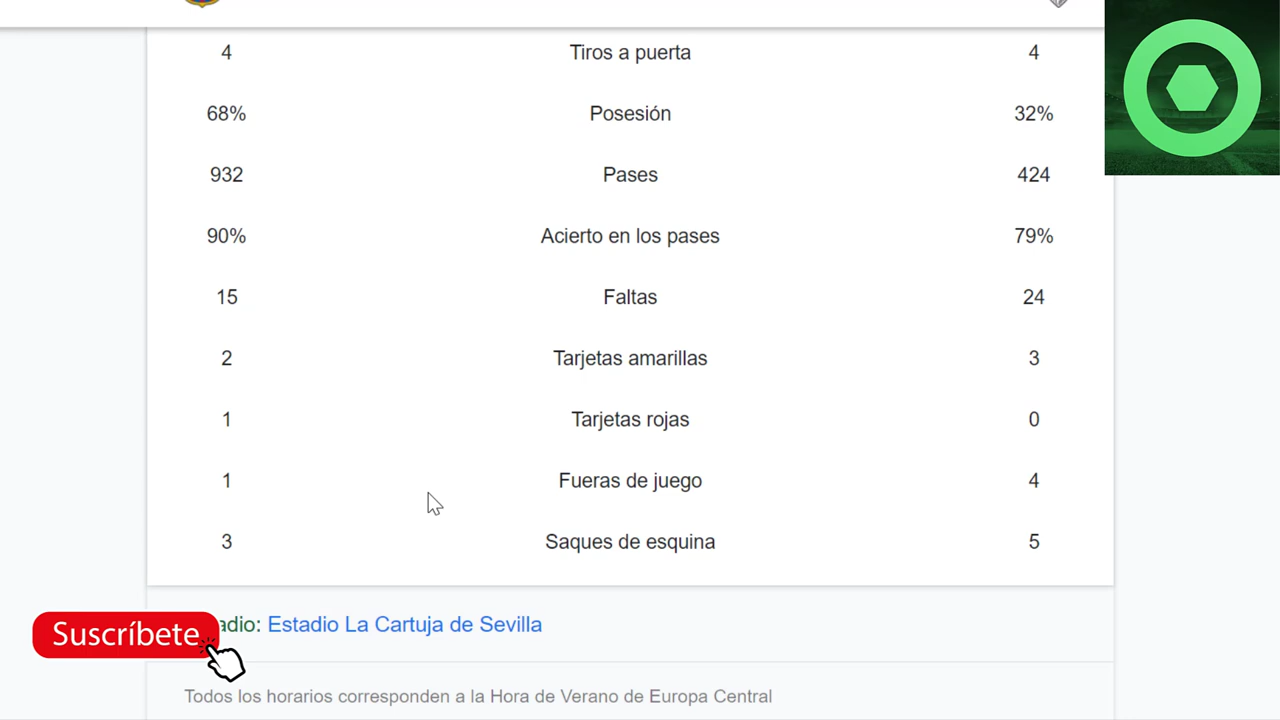 4 Tiros a puerta 4
68% Posesión 32%
932 Pases 424
90% Acierto en los pases 79%
15 Faltas 24
2 Tarjetas amarillas 3
1 Tarjetas rojas 0
1 Fueras de juego 4
3 Saques de esquina 5
adio: Estadio La Cartuja de Sevilla
Suscríbete
Todos los horarios corresponden a la Hora de Verano de Europa Central